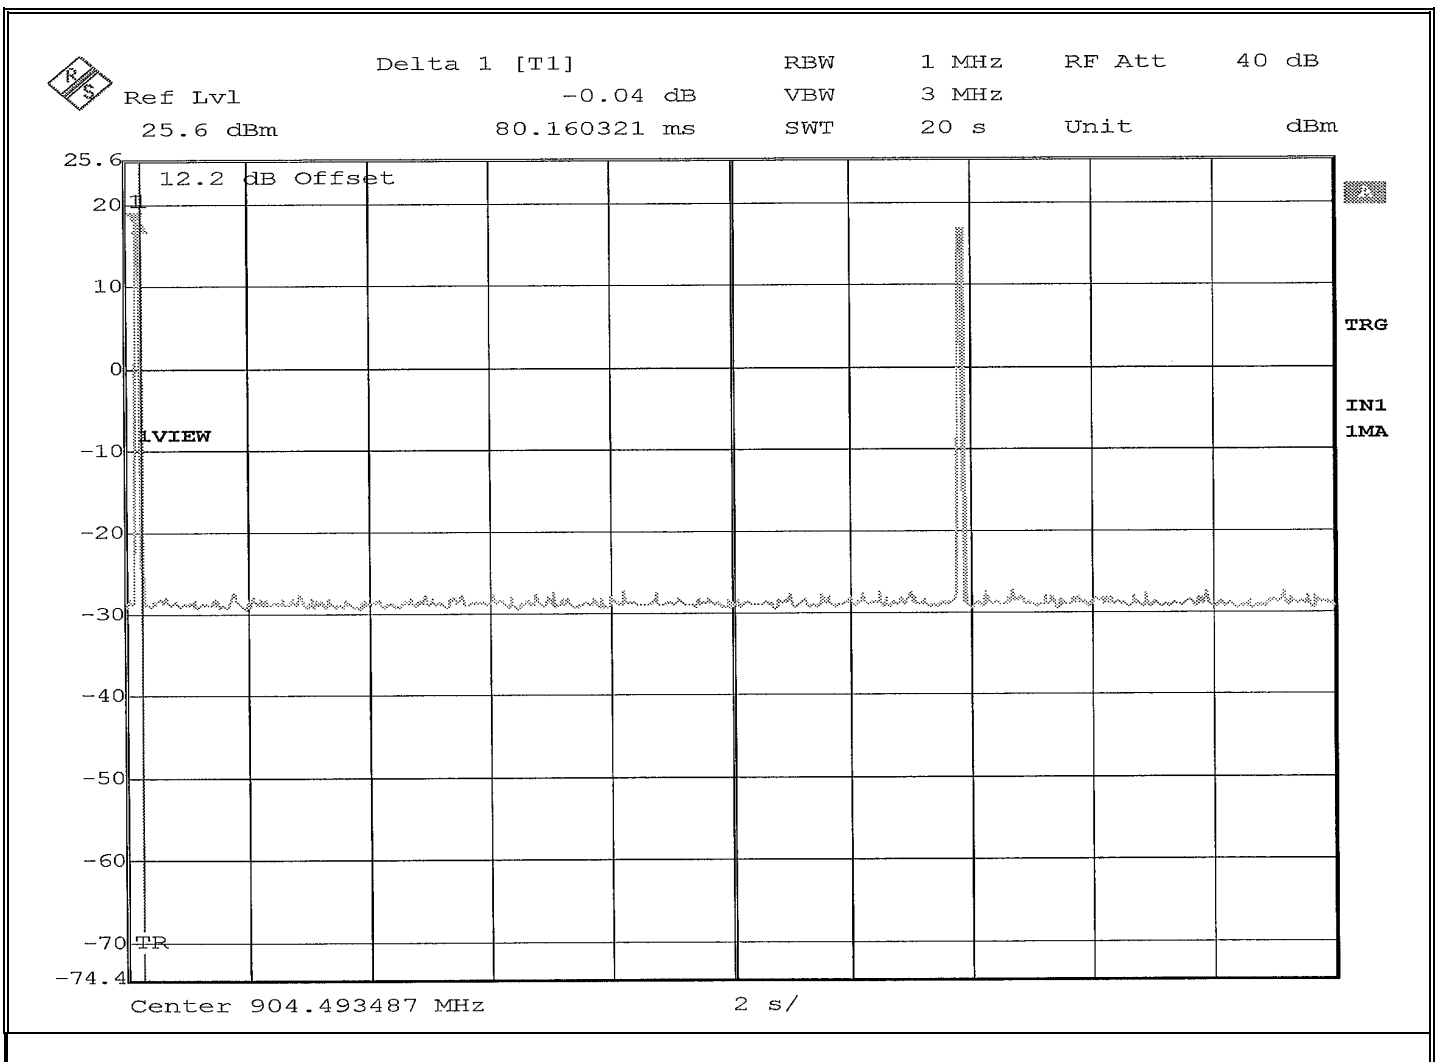 Delta 1 [T1] RBW 1 MHz RF Att 40 dB
R S Ref Lvl -0.04 dB VBW 3 MHz
25.6 dBm 80.160321 ms SWT 20 s Unit dBm
25.6
12.2 dB Offset
A
20
1
10
TRG
0
IN1
1VIEW
1MA
-10
-20
-30
-40
-50
-60
-70 TR
-74.4
Center 904.493487 MHz 2 s/